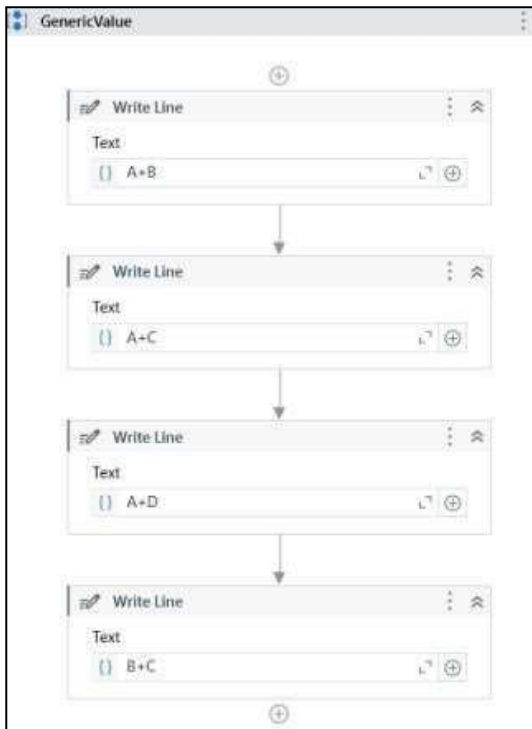 GenericValue
Write Line
Text
A+B
Write Line
Text
A+C
Write Line
Text
A+D
Write Line
Text
B+C